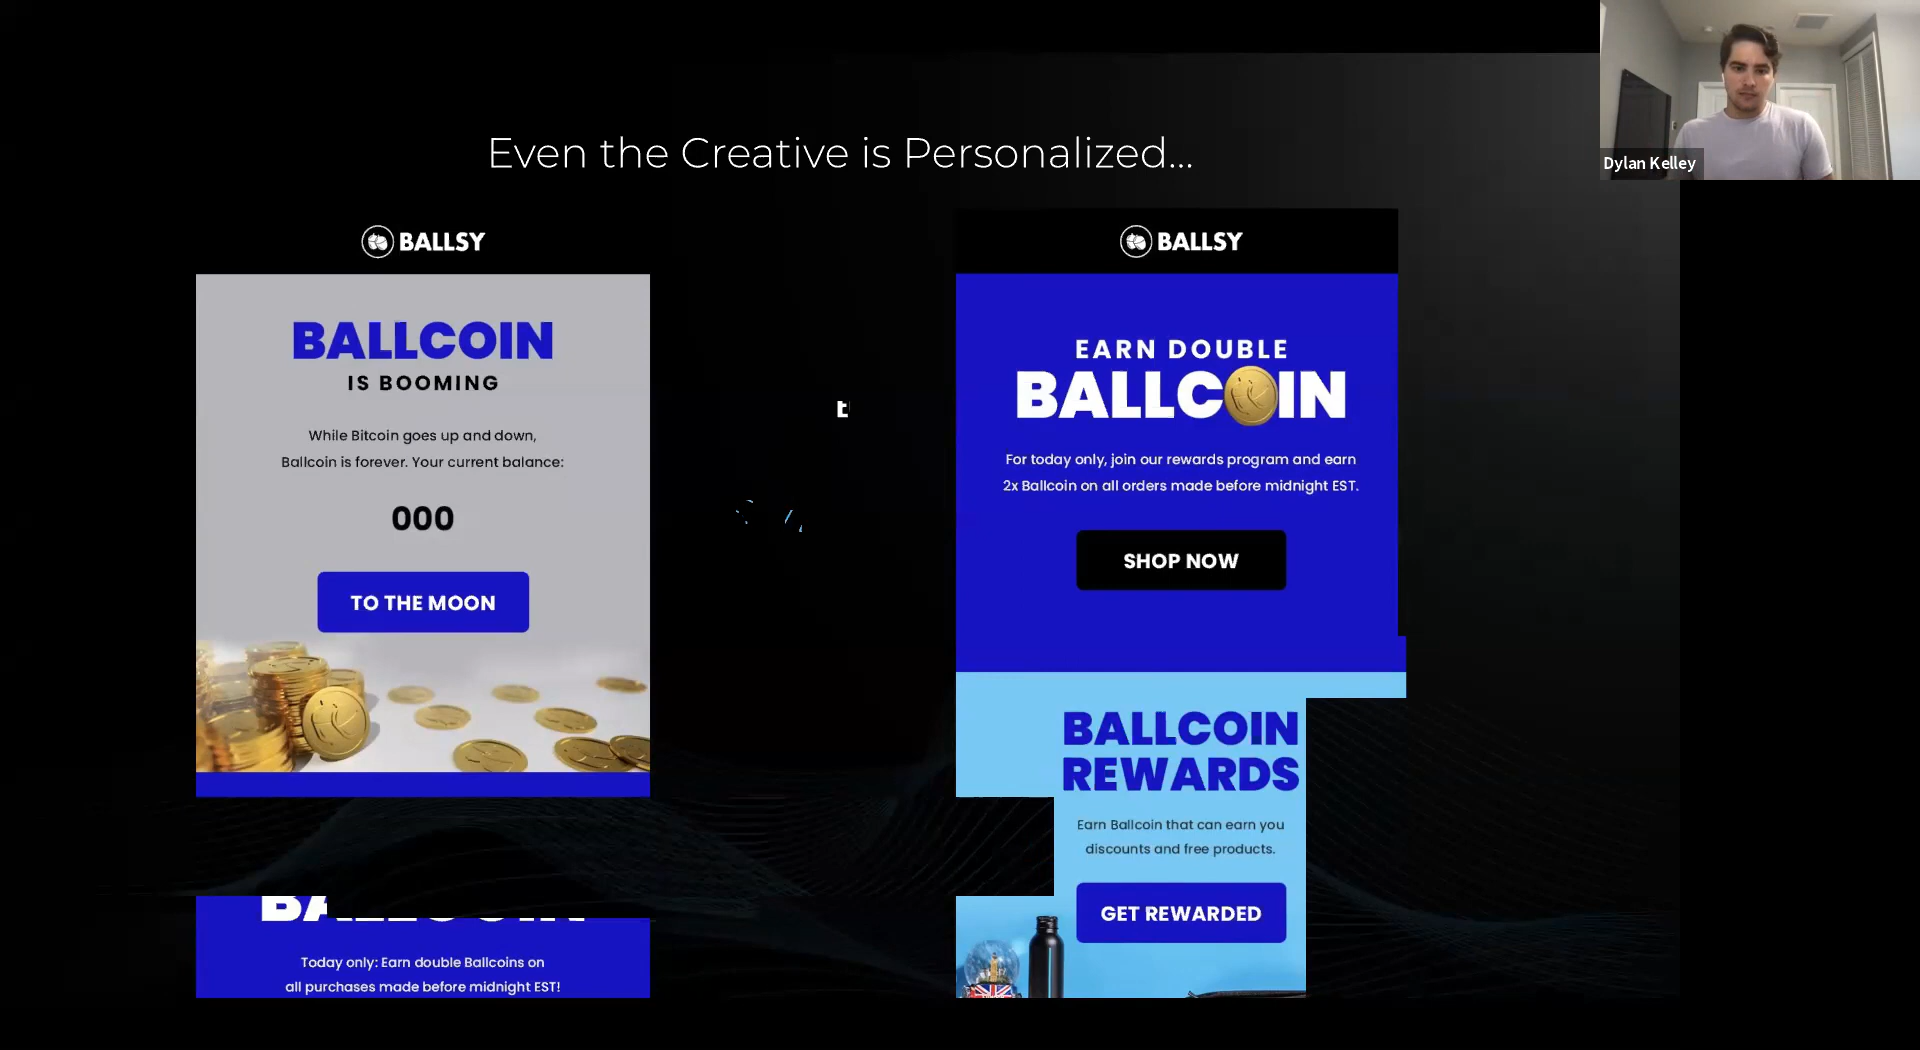 Even the Creative is Personalized...
Dylan Kelley
BALLSY
BALLCOIN
IS BOOMING
While Bitcoin goes up and down,
Ballcoin is forever. Your current balance:
000
TO THE MOON
Today only: Earn double Ballcoins on
all purchases made before midnight EST!
t
BALLSY
EARN DOUBLE
BALLCOIN
For today only, join our rewards program and earn
2x Ballcoin on all orders made before midnight EST.
SHOP NOW
BALLCOIN
REWARDS
Earn Ballcoin that can earn you
discounts and free products.
GET REWARDED